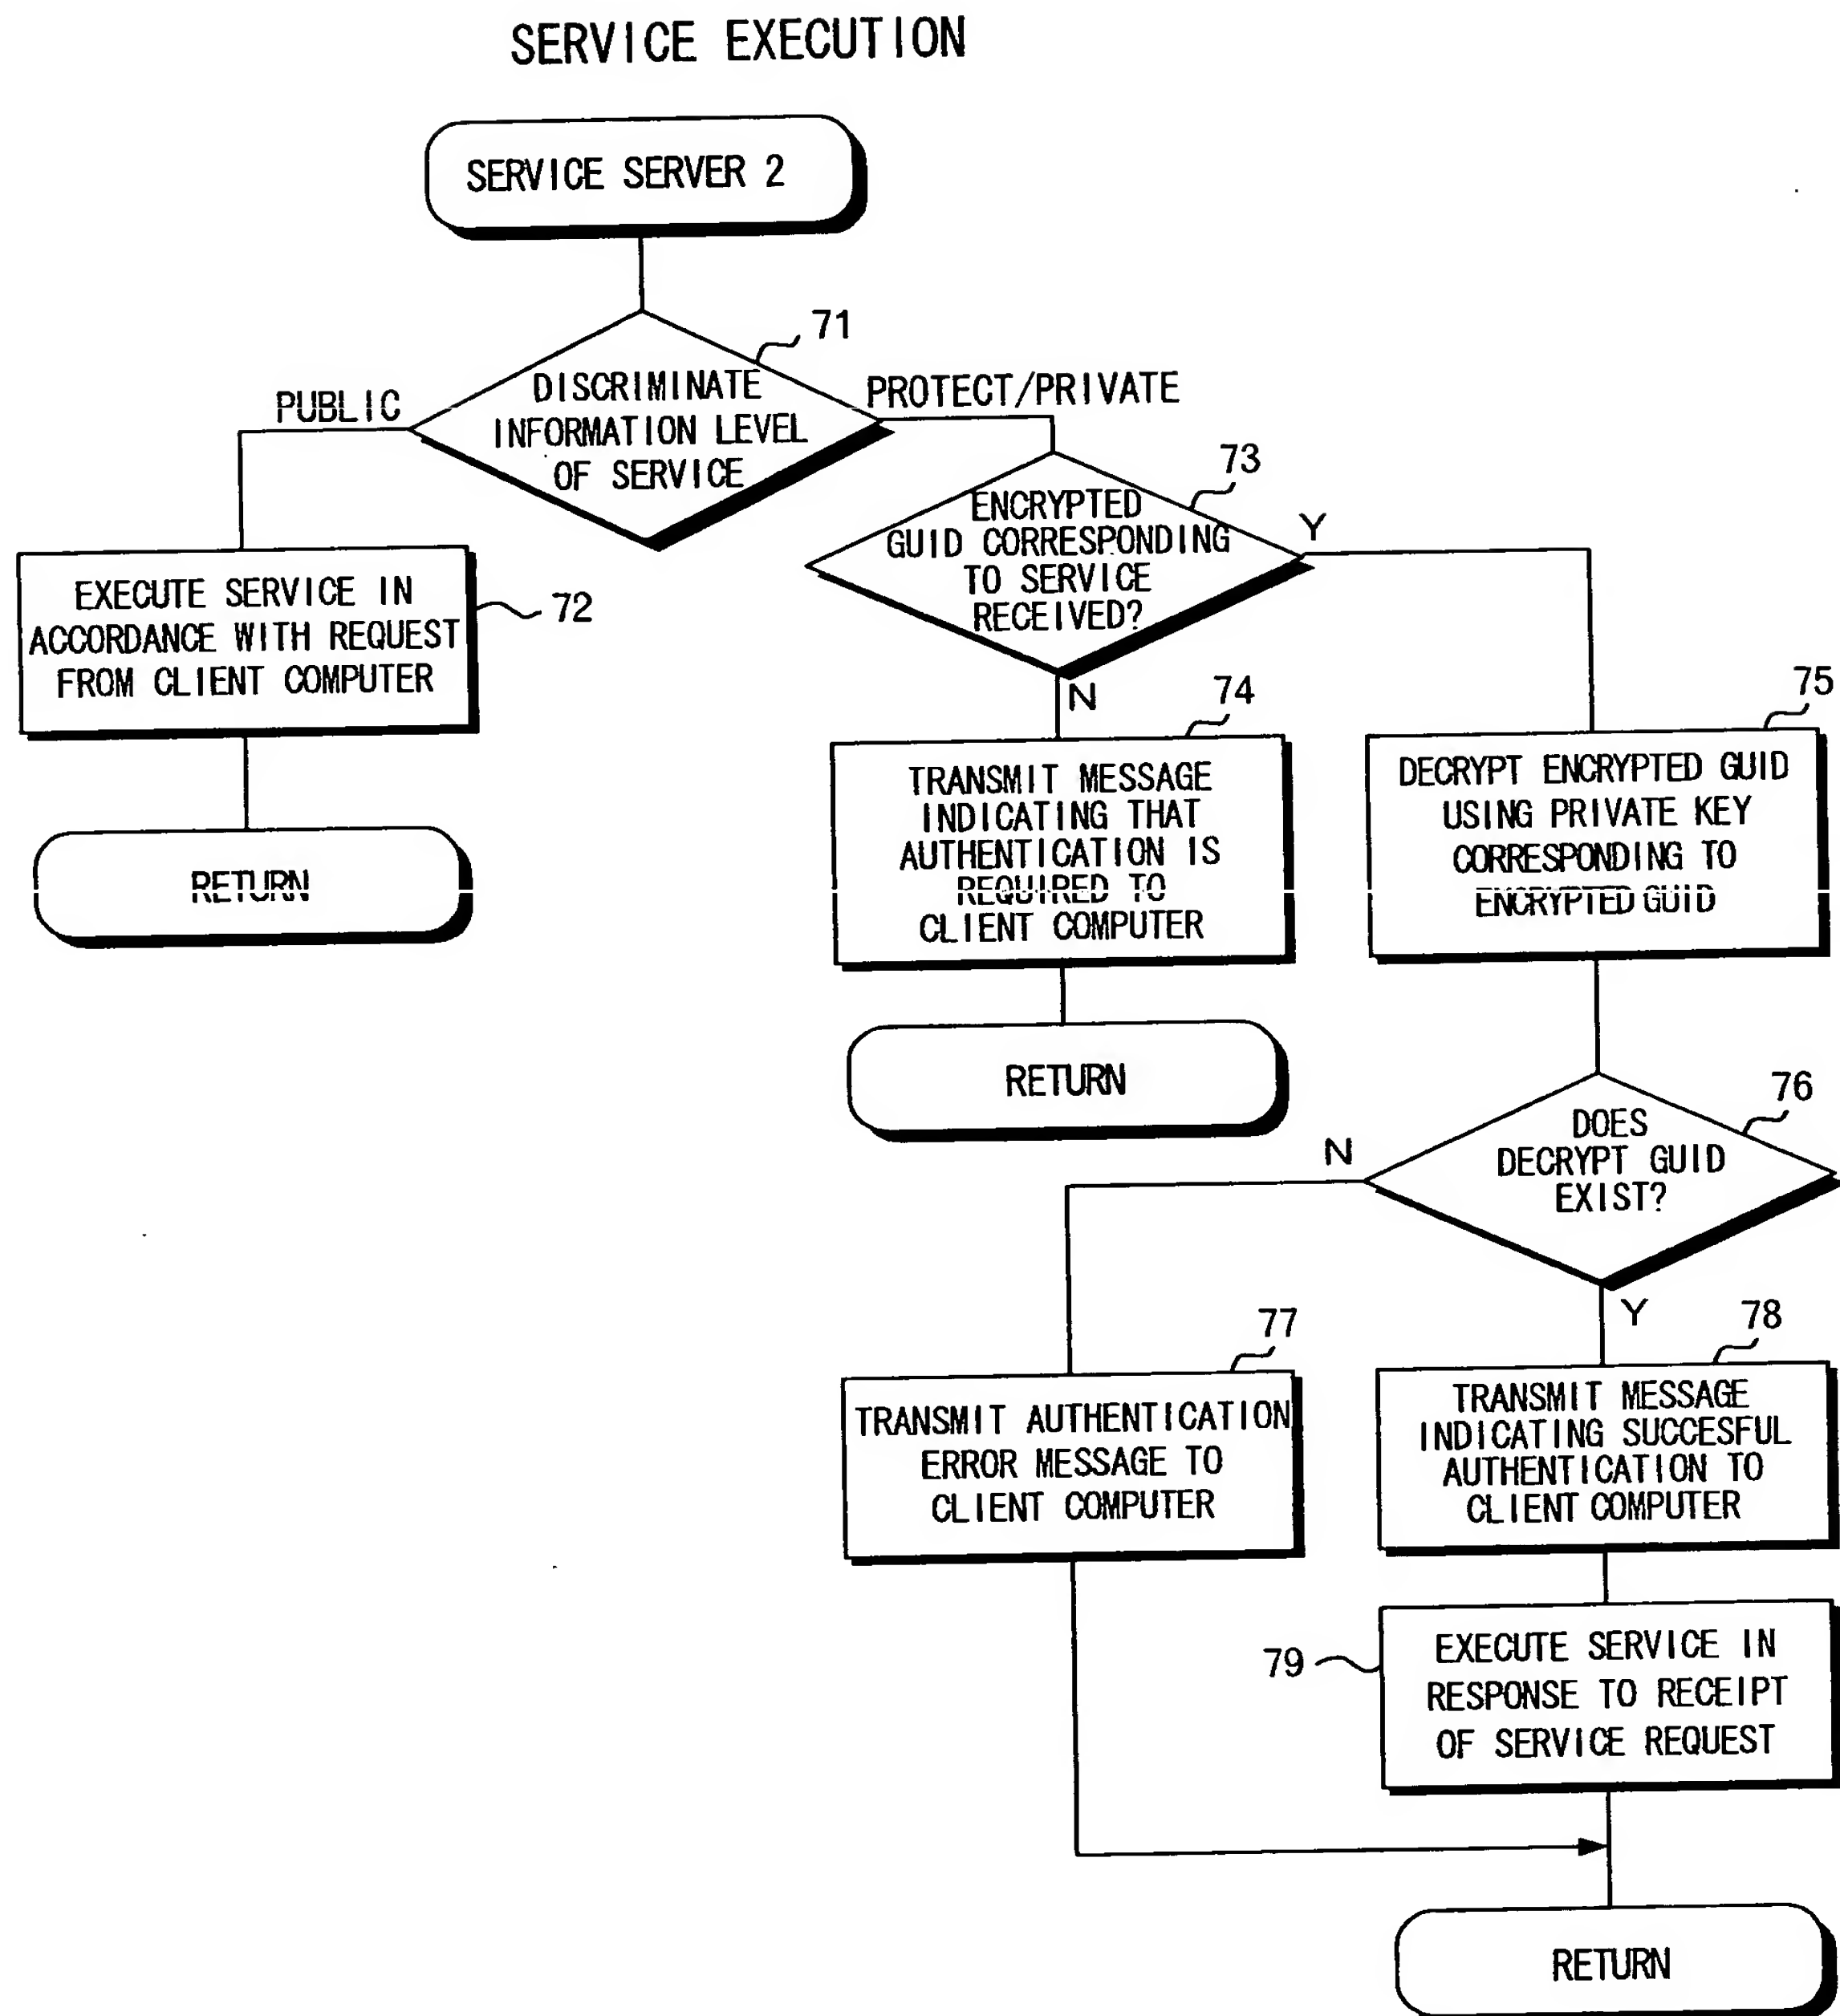 SERVICE EXECUTION
SERVICE SERVER 2
71
DISCRIMINATE
INFORMATION LEVEL
OF SERVICE
PUBLIC
PROTECT/PRIVATE
EXECUTE SERVICE IN
ACCORDANCE WITH REQUEST
FROM CLIENT COMPUTER
72
RETURN
73
ENCRYPTED
GUID CORRESPONDING
TO SERVICE
RECEIVED?
Y
N
74
TRANSMIT MESSAGE
INDICATING THAT
AUTHENTICATION IS
REQUIRED TO
CLIENT COMPUTER
RETURN
75
DECRYPT ENCRYPTED GUID
USING PRIVATE KEY
CORRESPONDING TO
ENCRYPTED GUID
76
DOES
DECRYPT GUID
EXIST?
N
Y
77
TRANSMIT AUTHENTICATION
ERROR MESSAGE TO
CLIENT COMPUTER
78
TRANSMIT MESSAGE
INDICATING SUCCESFUL
AUTHENTICATION TO
CLIENT COMPUTER
79
EXECUTE SERVICE IN
RESPONSE TO RECEIPT
OF SERVICE REQUEST
RETURN